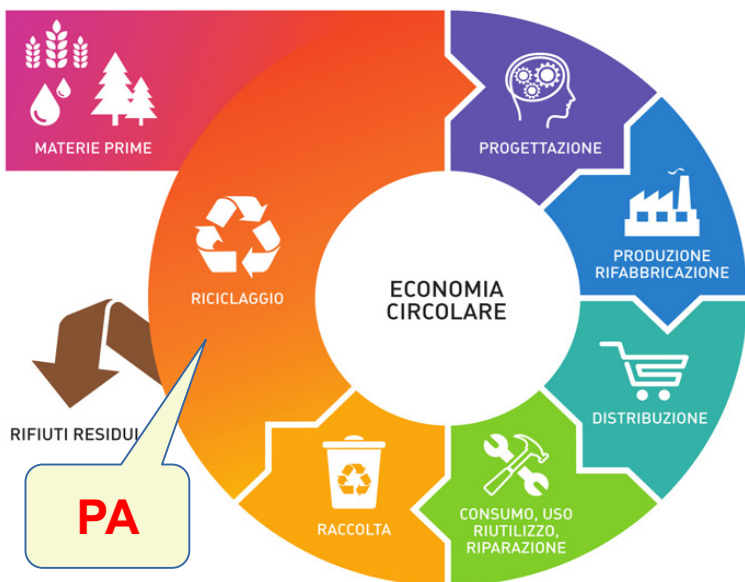 MATERIE PRIME
PROGETTAZIONE
PRODUZIONE
RIFABBRICAZIONE
RICICLAGGIO
ECONOMIA
CIRCOLARE
DISTRIBUZIONE
RIFIUTI RESIDUI
PA
RACCOLTA
CONSUMO, USO
RIUTILIZZO,
RIPARAZIONE